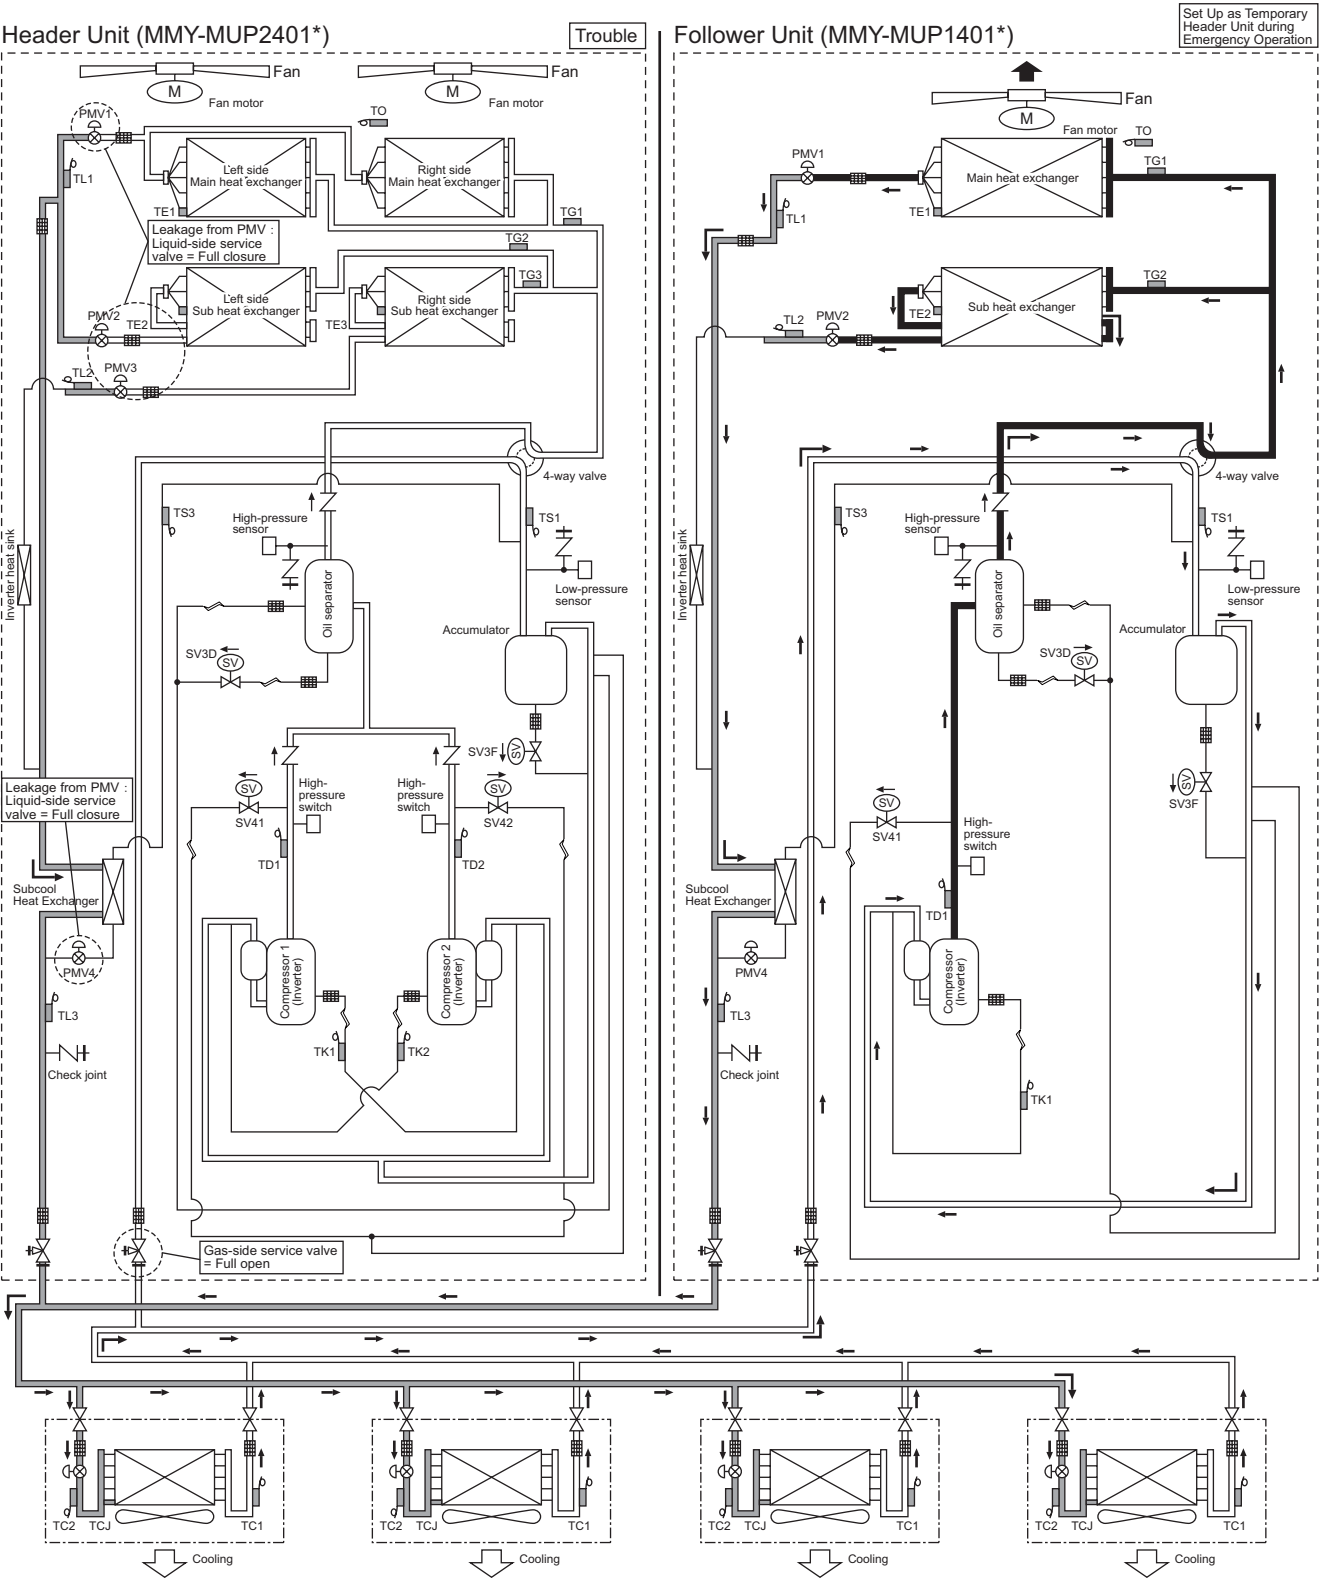 Header Unit (MMY-MUP2401*)
Trouble
Follower Unit (MMY-MUP1401*)
Set Up as Temporary
Header Unit during
Emergency Operation
Fan
M
Fan motor
Fan
M
Fan motor
TO
PMV1
TL1
Left side
Main heat exchanger
Right side
Main heat exchanger
TE1
TG1
Leakage from PMV :
Liquid-side service
valve = Full closure
TG2
TG3
Left side
Sub heat exchanger
Right side
Sub heat exchanger
PMV2
TE2
TE3
TL2
PMV3
4-way valve
TS3
High-pressure
sensor
TS1
Low-pressure
sensor
Inverter heat sink
Oil separator
Accumulator
SV3D
SV
SV3F
SV
Leakage from PMV :
Liquid-side service
valve = Full closure
SV
SV41
High-
pressure
switch
High-
pressure
switch
SV
SV42
TD1
TD2
Subcool
Heat Exchanger
PMV4
Compressor 1
(Inverter)
Compressor 2
(Inverter)
TL3
TK1
TK2
Check joint
Gas-side service valve
= Full open
Fan
M
Fan motor
TO
PMV1
Main heat exchanger
TG1
TL1
TE1
TG2
Sub heat exchanger
TL2
PMV2
TE2
4-way valve
TS3
High-pressure
sensor
TS1
Low-pressure
sensor
Inverter heat sink
Oil separator
Accumulator
SV3D
SV
SV
SV3F
SV
SV41
High-
pressure
switch
Subcool
Heat Exchanger
TD1
PMV4
Compressor
(Inverter)
TL3
Check joint
TK1
TC2
TCJ
TC1
TC2
TCJ
TC1
TC2
TCJ
TC1
TC2
TCJ
TC1
Cooling
Cooling
Cooling
Cooling